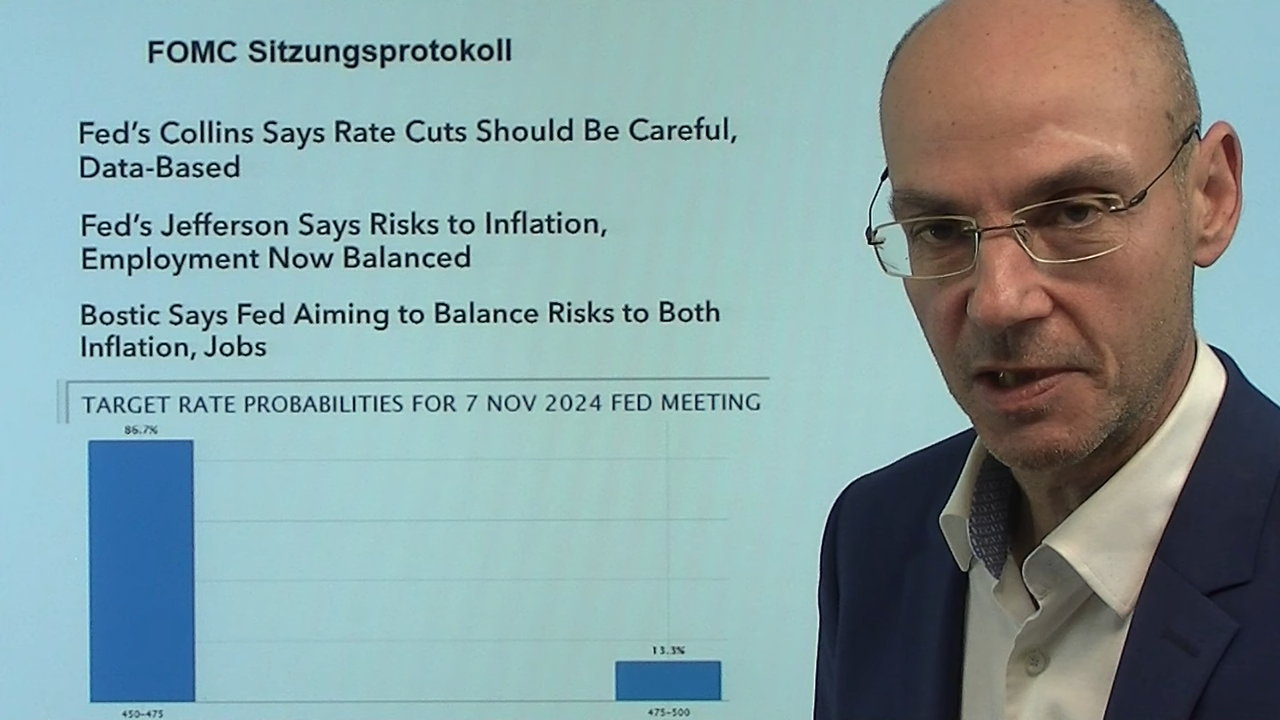 FOMC Sitzungsprotokoll
Fed's Collins Says Rate Cuts Should Be Careful,
Data-Based
Fed's Jefferson Says Risks to Inflation,
Employment Now Balanced
Bostic Says Fed Aiming to Balance Risks to Both
Inflation, Jobs
TARGET RATE PROBABILITIES FOR 7 NOV 2024 FED MEETING
86.7%
13.3%
450-475
475-500